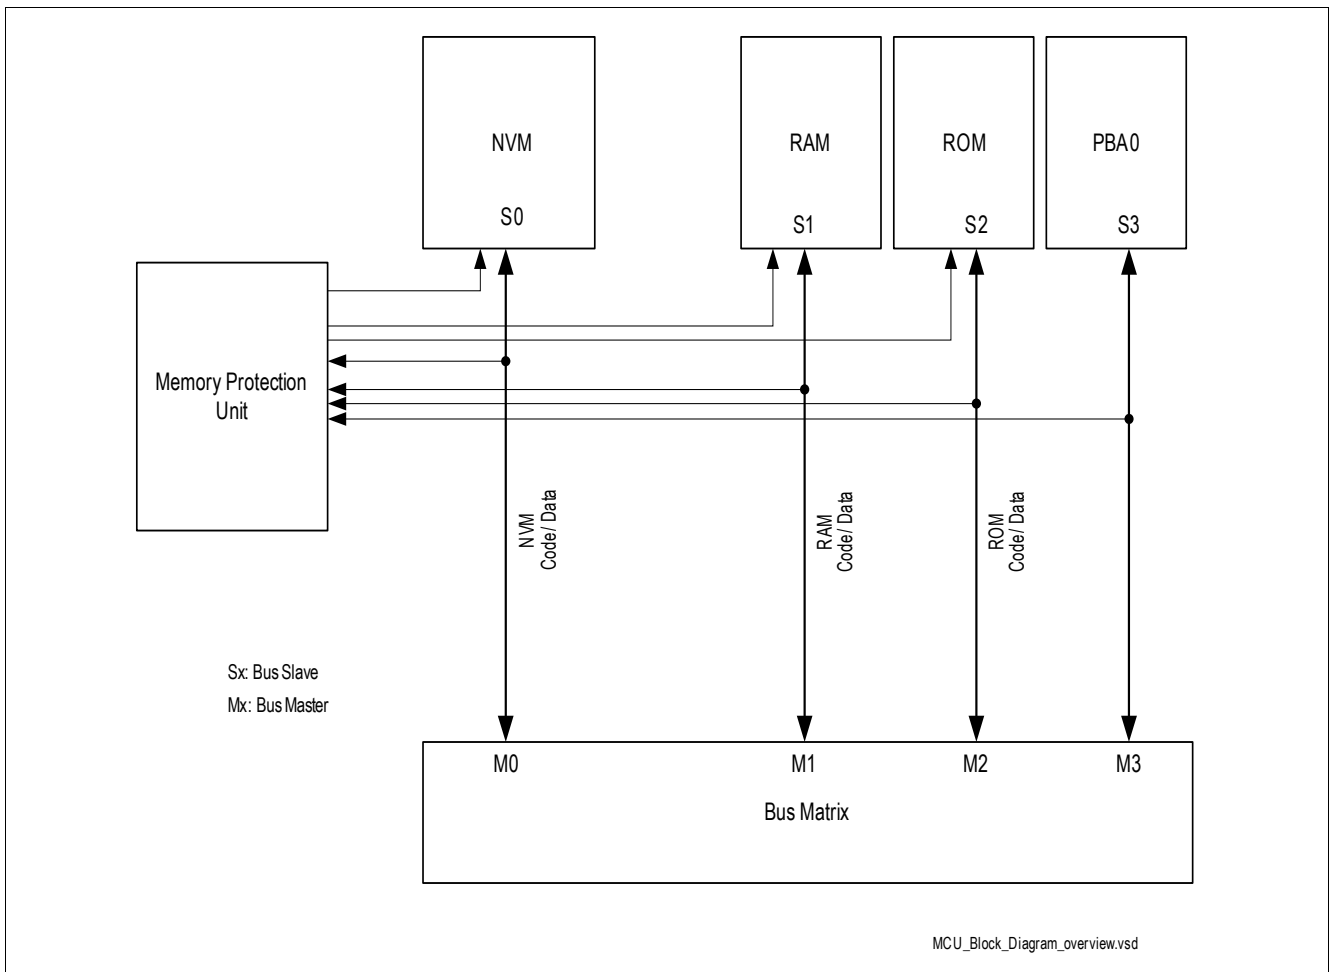 NVM
S0
RAM
S1
ROM
S2
PBA0
S3
Memory Protection
Unit
NVM
Code / Data
RAM
Code / Data
ROM
Code / Data
Sx: Bus Slave
Mx: Bus Master
M0
M1
M2
M3
Bus Matrix
MCU_Block_Diagram_overview.vsd